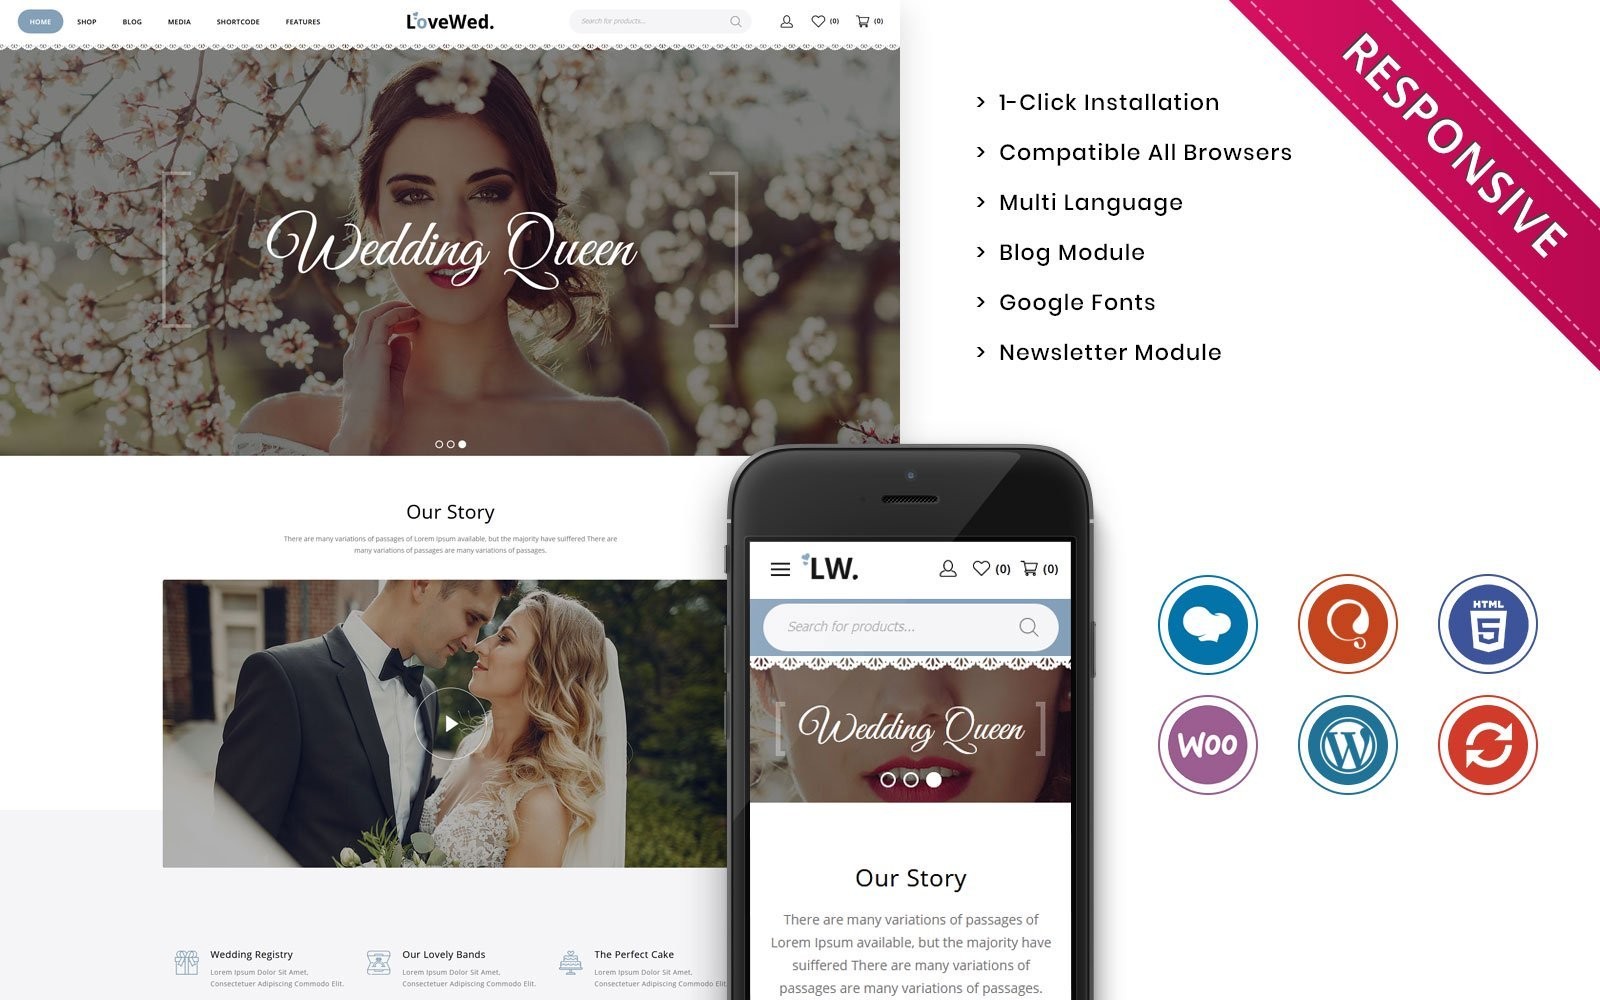 HOME SHOP BLOG MEDIA SHORTCODE FEATURES
LoveWed.
Search for products...
(0) (0)
Wedding Queen
Our Story
There are many variations of passages of Lorem Ipsum available, but the majority have suiffered There are
many variations of passages are many variations of passages.
Wedding Registry
Lorem Ipsum Dolor Sit Amet,
Consectetuer Adipiscing Commodo Elit.
Our Lovely Bands
Lorem Ipsum Dolor Sit Amet,
Consectetuer Adipiscing Commodo Elit.
The Perfect Cake
Lorem Ipsum Dolor Sit Amet,
Consectetuer Adipiscing Commodo Elit.
LW.
(0) (0)
Search for products...
Wedding Queen
Our Story
There are many variations of passages of
Lorem Ipsum available, but the majority have
suiffered There are many variations of
passages are many variations of passages.
> 1-Click Installation
> Compatible All Browsers
> Multi Language
> Blog Module
> Google Fonts
> Newsletter Module
RESPONSIVE
HTML
5
WOO
W